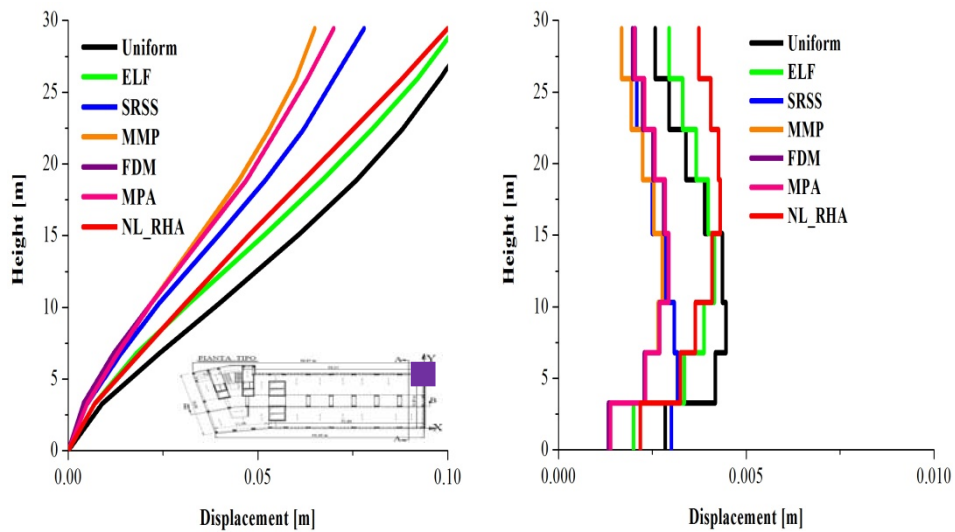 30
25
20
15
10
5
0
Height [m]
Uniform
ELF
SRSS
MMP
FDM
MPA
NL_RHA
PIANTA TIPO
A
Y
B
B
X
A
0.00 0.05 0.10
Displacement [m]
30
25
20
15
10
5
0
Height [m]
Uniform
ELF
SRSS
MMP
FDM
MPA
NL_RHA
0.000 0.005 0.010
Displacement [m]